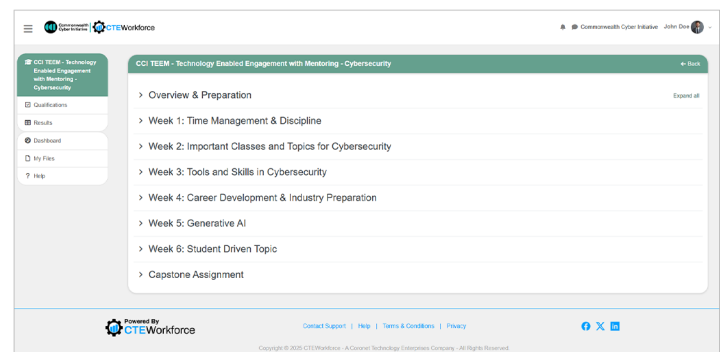 CCI
Commonwealth
Cyber Initiative
CTEWorkforce
Commonwealth Cyber Initiative
John Doe
CCI TEEM - Technology
Enabled Engagement
with Mentoring -
Cybersecurity
Qualifications
Results
Dashboard
My Files
? Help
CCI TEEM - Technology Enabled Engagement with Mentoring - Cybersecurity
← Back
> Overview & Preparation
Expand all
> Week 1: Time Management & Discipline
> Week 2: Important Classes and Topics for Cybersecurity
> Week 3: Tools and Skills in Cybersecurity
> Week 4: Career Development & Industry Preparation
> Week 5: Generative AI
> Week 6: Student Driven Topic
> Capstone Assignment
Powered By
CTEWorkforce
Contact Support | Help | Terms & Conditions | Privacy
Copyright © 2025 CTEWorkforce - A Coursen Technology Enterprises Company - All Rights Reserved.